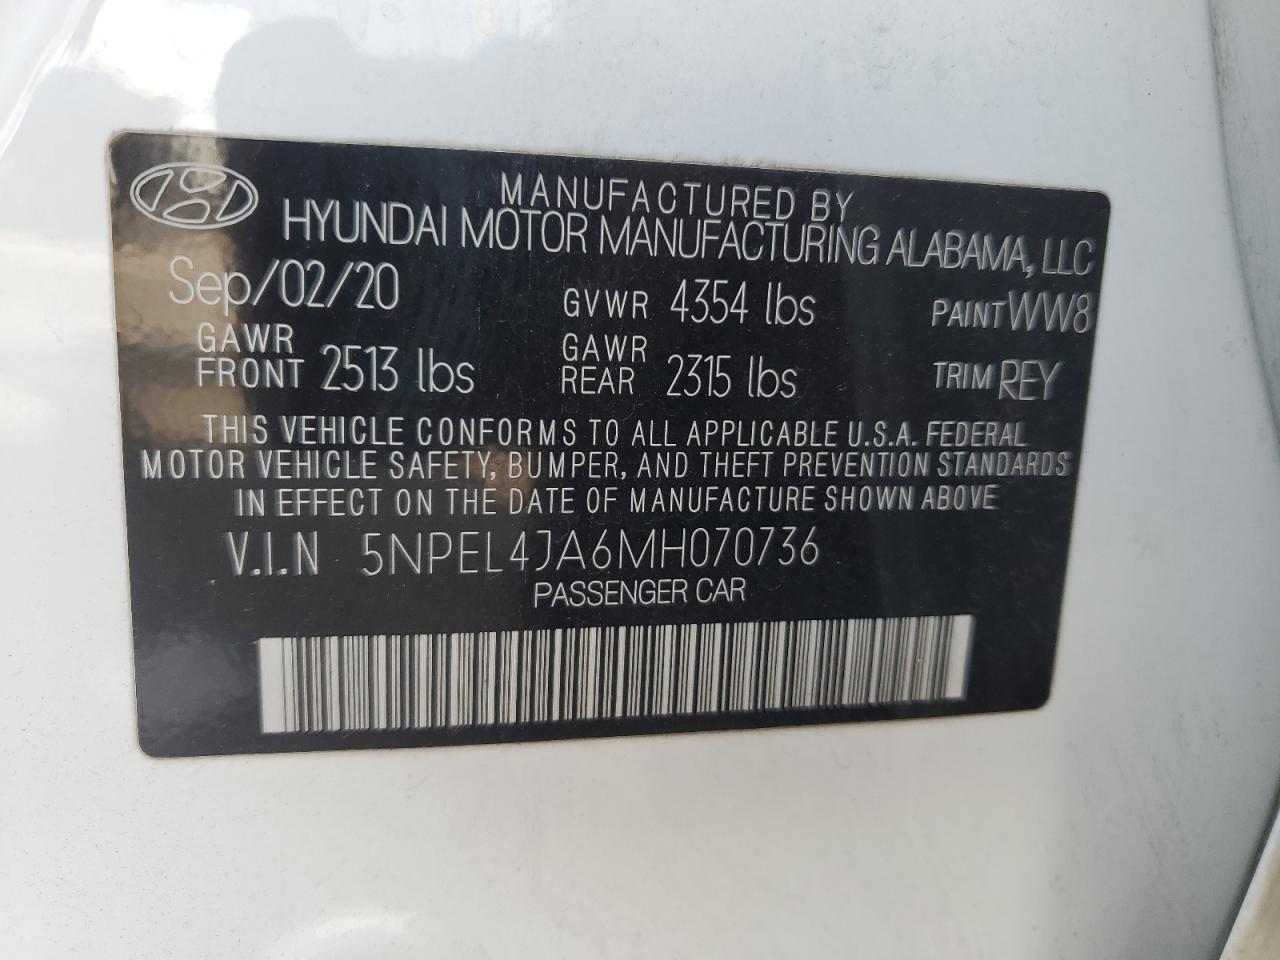 MANUFACTURED BY
HYUNDAI MOTOR MANUFACTURING ALABAMA, LLC
Sep/02/20 GVWR 4354 lbs PAINT WW8
GAWR FRONT 2513 lbs GAWR REAR 2315 lbs TRIM REY
THIS VEHICLE CONFORMS TO ALL APPLICABLE U.S.A. FEDERAL
MOTOR VEHICLE SAFETY, BUMPER, AND THEFT PREVENTION STANDARDS
IN EFFECT ON THE DATE OF MANUFACTURE SHOWN ABOVE
V.I.N 5NPEL4JA6MH070736
PASSENGER CAR